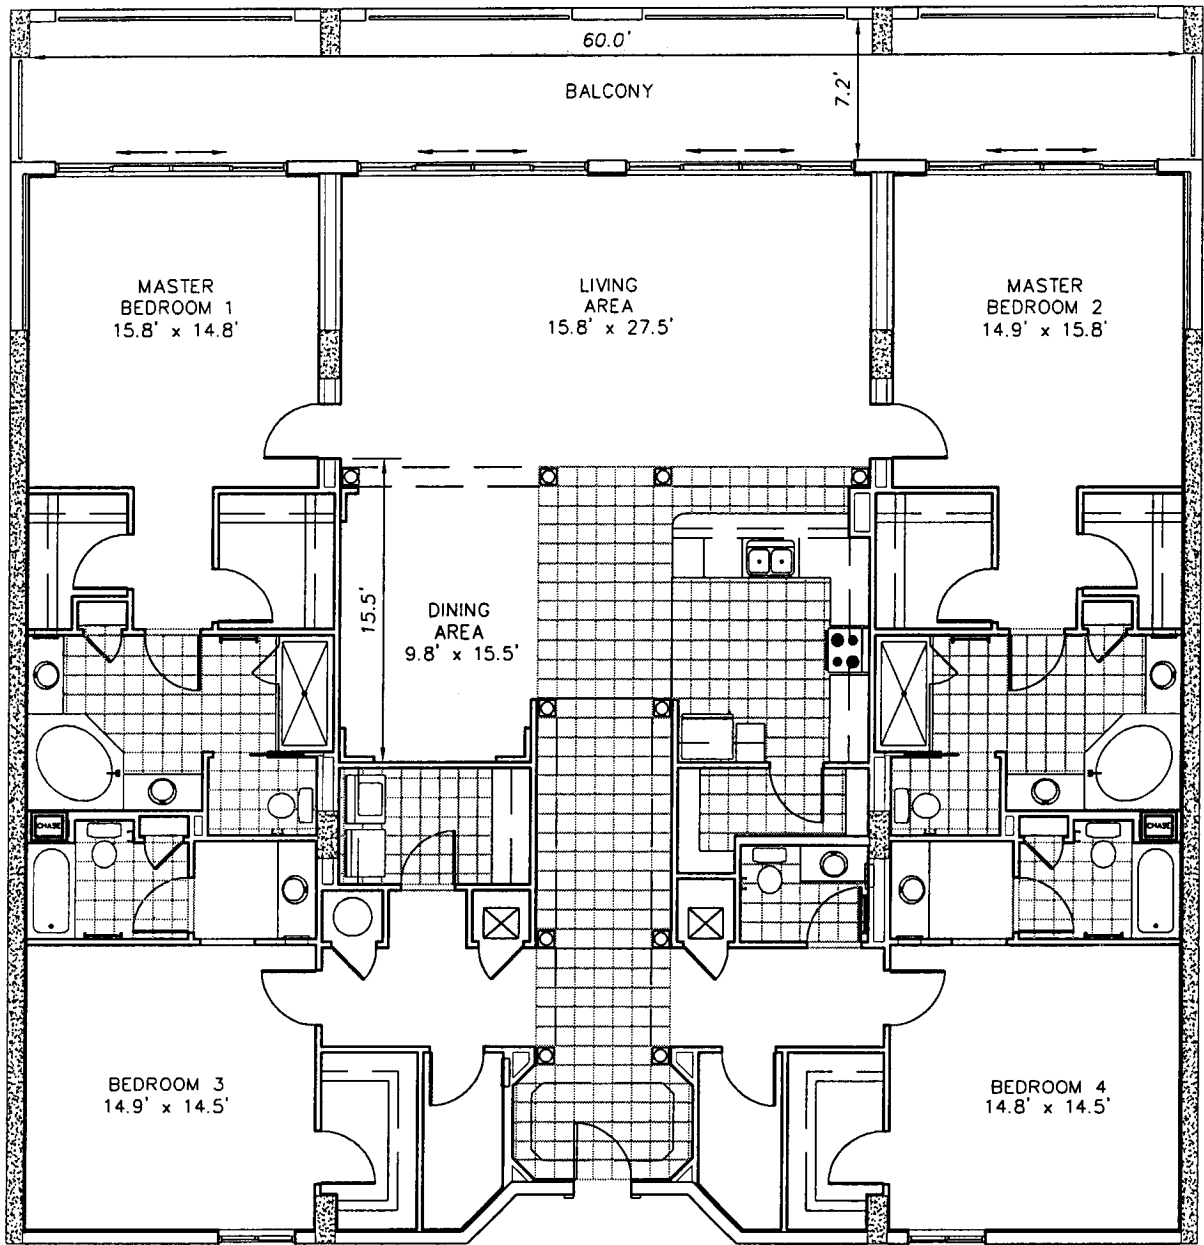 60.0'
BALCONY
7.2'
MASTER
BEDROOM 1
15.8' x 14.8'
LIVING
AREA
15.8' x 27.5'
MASTER
BEDROOM 2
14.9' x 15.8'
15.5'
DINING
AREA
9.8' x 15.5'
CHASE
CHASE
BEDROOM 3
14.9' x 14.5'
BEDROOM 4
14.8' x 14.5'